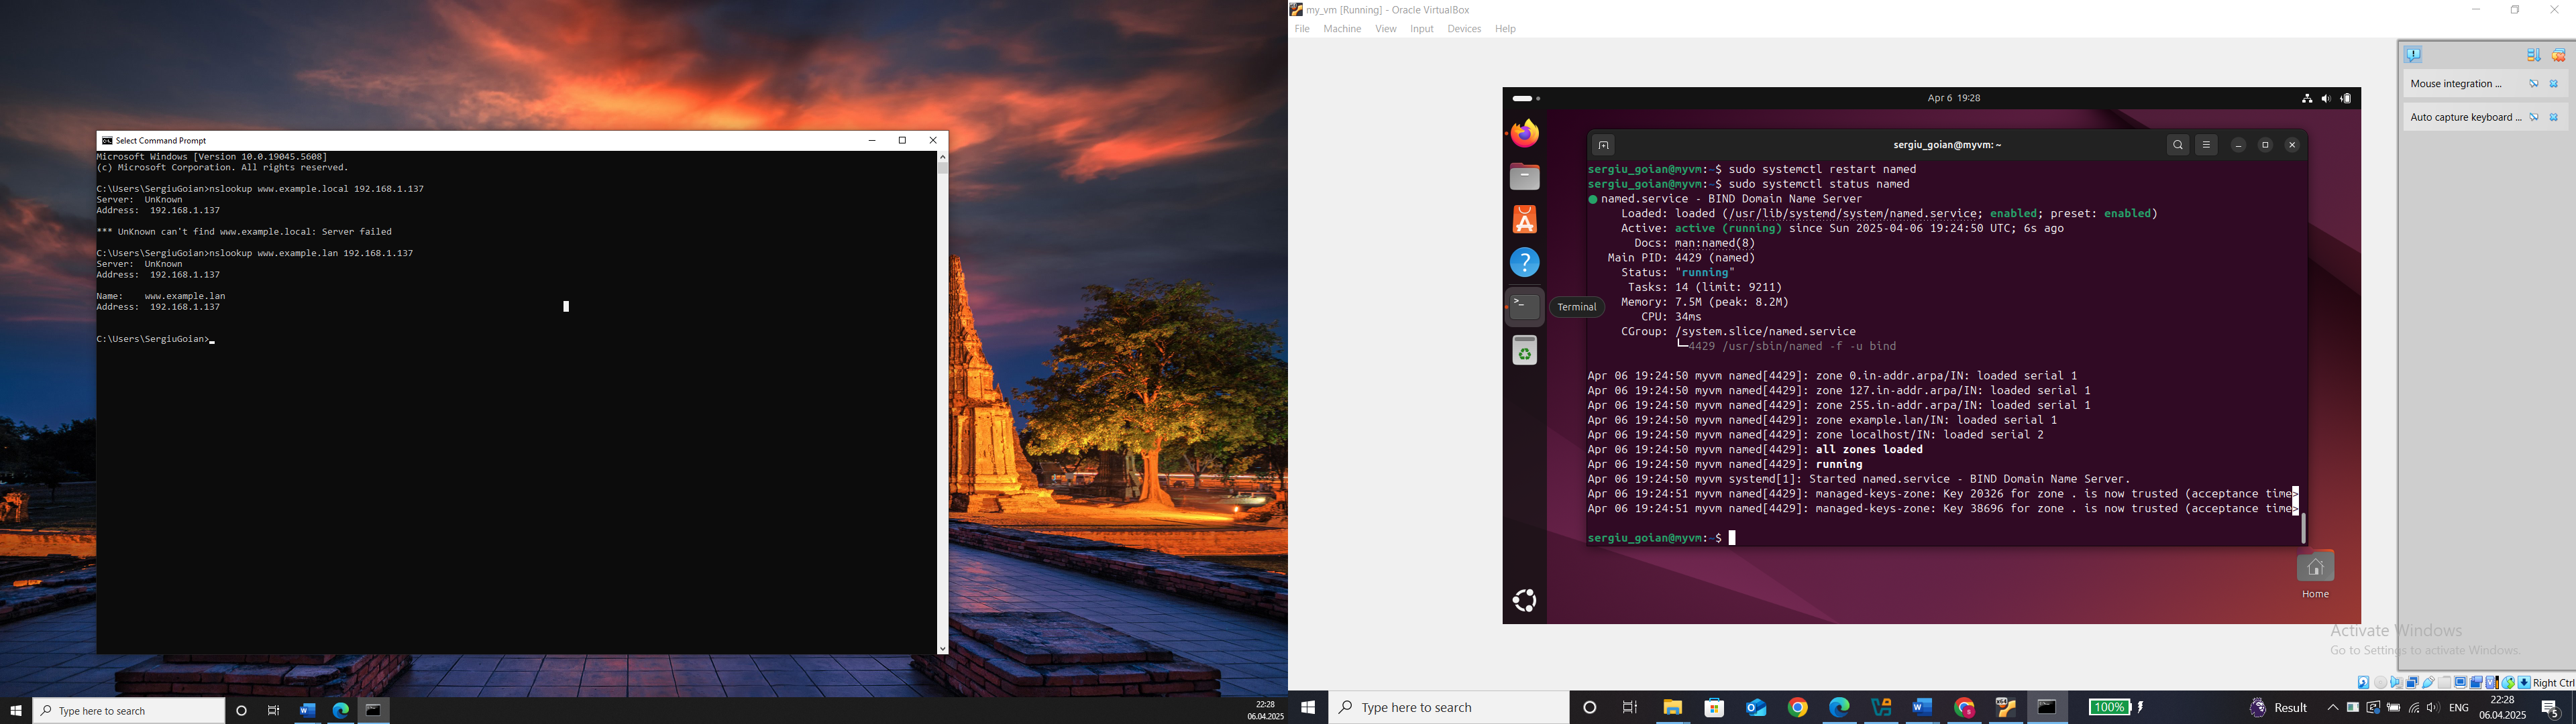 Select Command Prompt
Microsoft Windows [Version 10.0.19045.5608]
(c) Microsoft Corporation. All rights reserved.
C:\Users\SergiuGoian>nslookup www.example.local 192.168.1.137
Server:  UnKnown
Address:  192.168.1.137
*** UnKnown can't find www.example.local: Server failed
C:\Users\SergiuGoian>nslookup www.example.lan 192.168.1.137
Server:  UnKnown
Address:  192.168.1.137
Name:    www.example.lan
Address:  192.168.1.137
C:\Users\SergiuGoian>
Type here to search
22:28
06.04.2025
my_vm [Running] - Oracle VirtualBox
File Machine View Input Devices Help
Mouse integration ...
Auto capture keyboard ...
Apr 6 19:28
sergiu_goian@myvm: ~
sergiu_goian@myvm:~$ sudo systemctl restart named
sergiu_goian@myvm:~$ sudo systemctl status named
● named.service - BIND Domain Name Server
Loaded: loaded (/usr/lib/systemd/system/named.service; enabled; preset: enabled)
Active: active (running) since Sun 2025-04-06 19:24:50 UTC; 6s ago
Docs: man:named(8)
Main PID: 4429 (named)
Status: "running"
Tasks: 14 (limit: 9211)
Memory: 7.5M (peak: 8.2M)
CPU: 34ms
CGroup: /system.slice/named.service
└─4429 /usr/sbin/named -f -u bind
Apr 06 19:24:50 myvm named[4429]: zone 0.in-addr.arpa/IN: loaded serial 1
Apr 06 19:24:50 myvm named[4429]: zone 127.in-addr.arpa/IN: loaded serial 1
Apr 06 19:24:50 myvm named[4429]: zone 255.in-addr.arpa/IN: loaded serial 1
Apr 06 19:24:50 myvm named[4429]: zone example.lan/IN: loaded serial 1
Apr 06 19:24:50 myvm named[4429]: zone localhost/IN: loaded serial 2
Apr 06 19:24:50 myvm named[4429]: all zones loaded
Apr 06 19:24:50 myvm named[4429]: running
Apr 06 19:24:50 myvm systemd[1]: Started named.service - BIND Domain Name Server.
Apr 06 19:24:51 myvm named[4429]: managed-keys-zone: Key 20326 for zone . is now trusted (acceptance time>
Apr 06 19:24:51 myvm named[4429]: managed-keys-zone: Key 38696 for zone . is now trusted (acceptance time>
sergiu_goian@myvm:~$
Terminal
Home
Activate Windows
Go to Settings to activate Windows.
Right Ctrl
Type here to search
100%
Result
ENG
22:28
06.04.2025
5